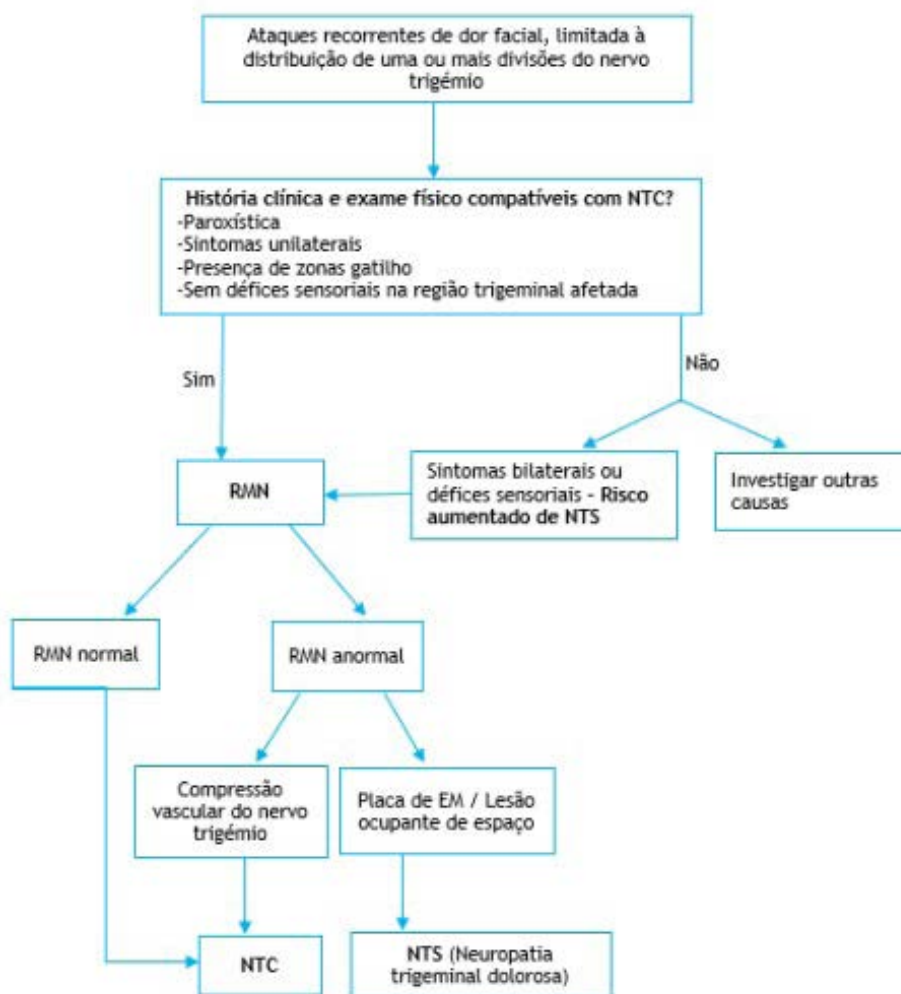 Ataques recorrentes de dor facial, limitada à
distribuição de uma ou mais divisões do nervo
trigémio
História clínica e exame físico compatíveis com NTC?
-Paroxística
-Sintomas unilaterais
-Presença de zonas gatilho
-Sem défices sensoriais na região trigeminal afetada
Sim
Não
RMN
Sintomas bilaterais ou
défices sensoriais - Risco
aumentado de NTS
Investigar outras
causas
RMN normal
RMN anormal
Compressão
vascular do nervo
trigémio
Placa de EM / Lesão
ocupante de espaço
NTC
NTS (Neuropatia
trigeminal dolorosa)